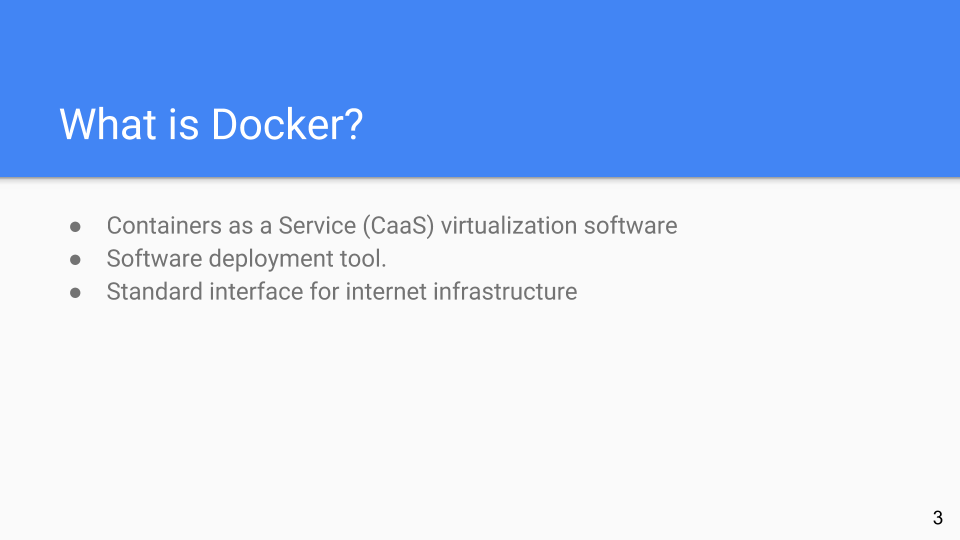 What is Docker?
● Containers as a Service (CaaS) virtualization software
● Software deployment tool.
● Standard interface for internet infrastructure
3